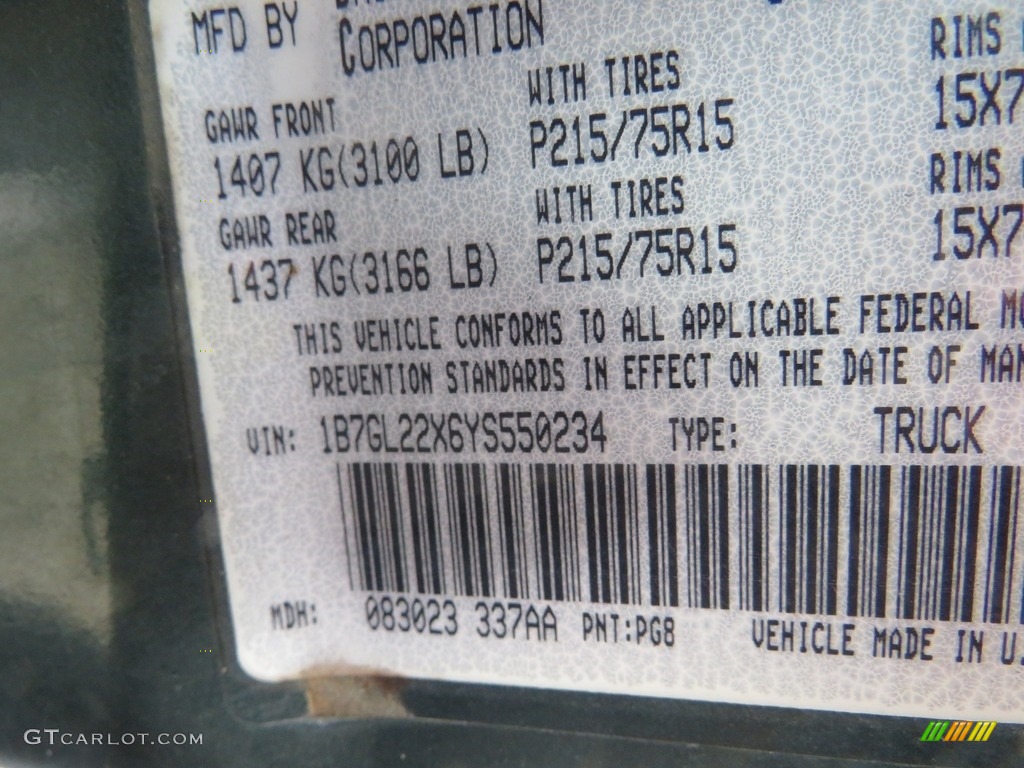 MFD BY
CORPORATION
GAWR FRONT WITH TIRES RIMS
1407 KG(3100 LB) P215/75R15 15X7
GAWR REAR WITH TIRES RIMS
1437 KG(3166 LB) P215/75R15 15X7
THIS VEHICLE CONFORMS TO ALL APPLICABLE FEDERAL
PREVENTION STANDARDS IN EFFECT ON THE DATE OF MAN
VIN: 1B7GL22X6YS550234 TYPE: TRUCK
MDH: 083023 337AA PNT:PG8 VEHICLE MADE IN U.
GTCARLOT.COM